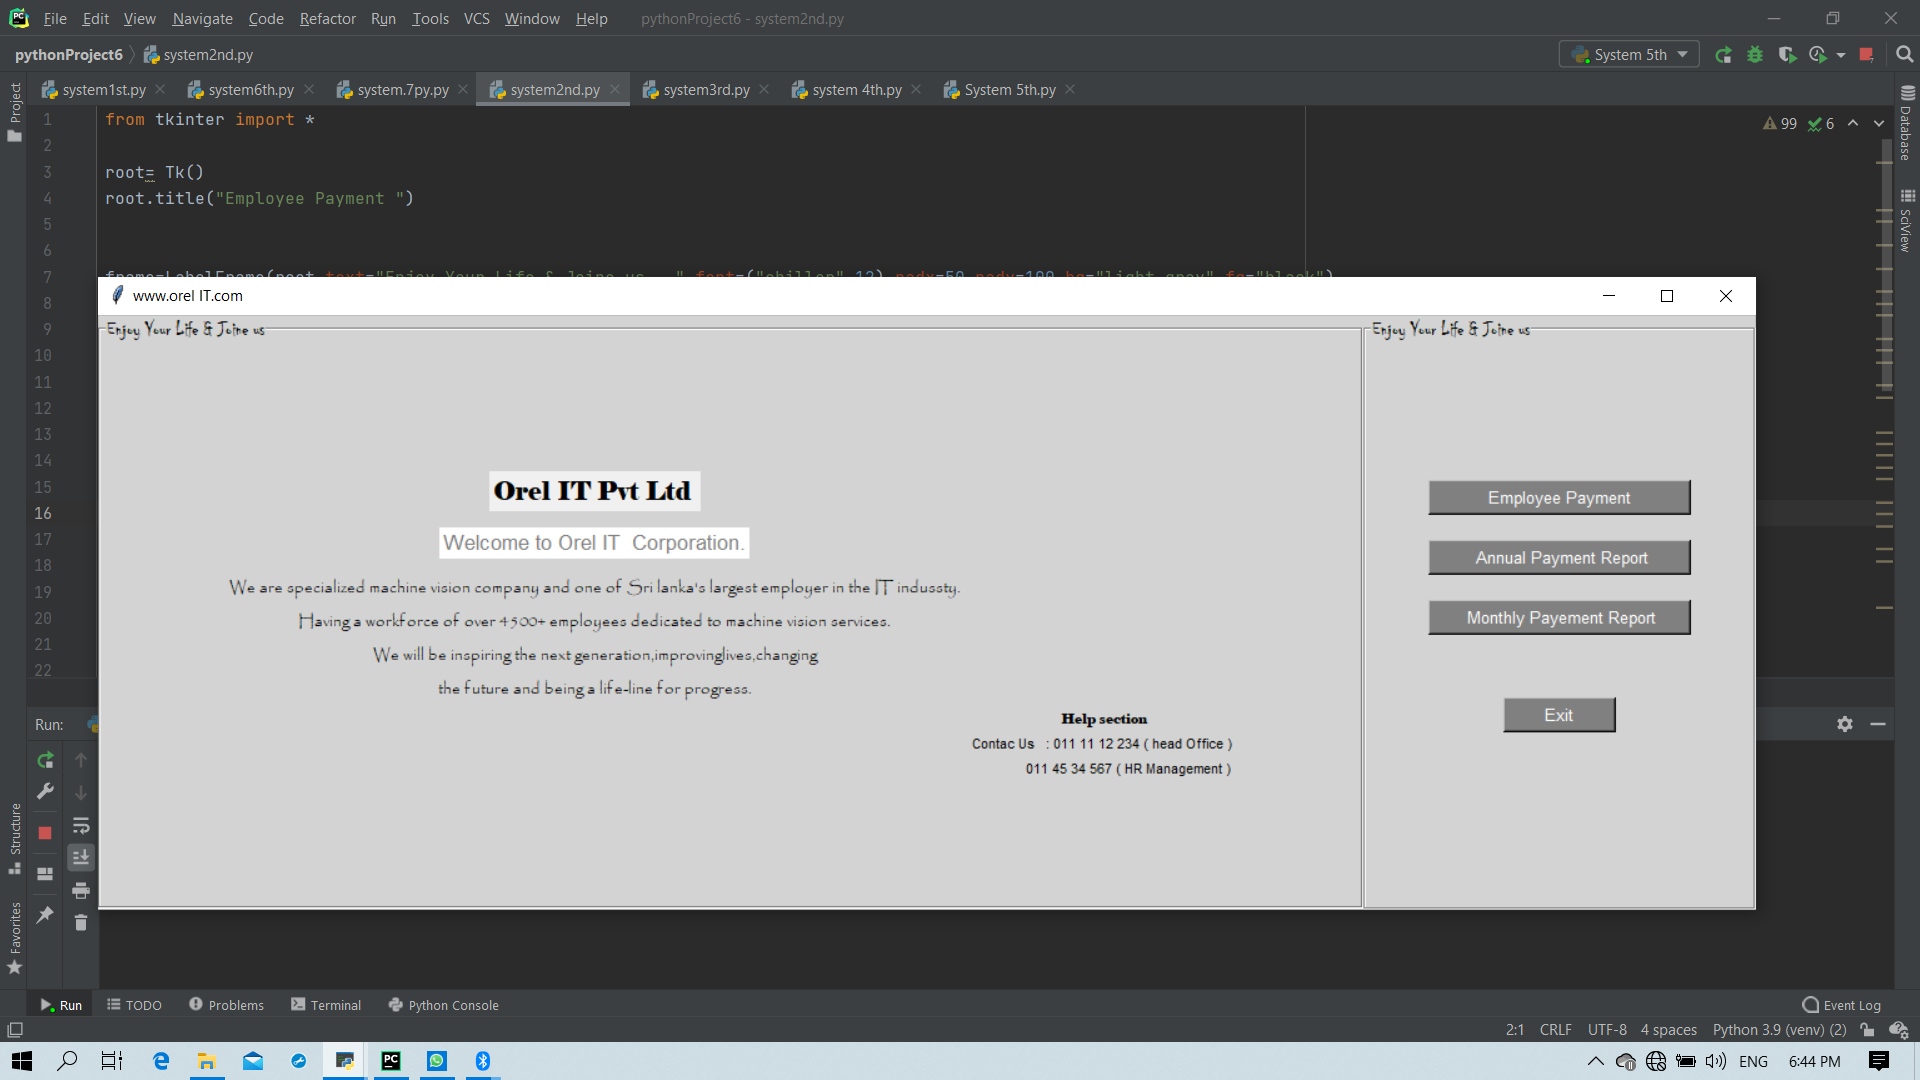 File Edit View Navigate Code Refactor Run Tools VCS Window Help pythonProject6 - system2nd.py
pythonProject6 system2nd.py System 5th
system1st.py system6th.py system.7py.py system2nd.py system3rd.py system 4th.py System 5th.py
Project
Database
SciView
Structure
Favorites
99 6
1 from tkinter import *
2
3 root= Tk()
4 root.title("Employee Payment ")
5
6
7
8
9
10
11
12
13
14
15
16
17
18
19
20
21
22
www.orel IT.com
Enjoy Your Life & Joine us
Enjoy Your Life & Joine us
Orel IT Pvt Ltd
Welcome to Orel IT  Corporation.
We are specialized machine vision company and one of Sri lanka's largest employer in the IT indussty.
Having a workforce of over 4500+ employees dedicated to machine vision services.
We will be inspiring the next generation,improvinglives,changing
the future and being a life-line for progress.
Help section
Contac Us   : 011 11 12 234 ( head Office )
011 45 34 567 ( HR Management )
Employee Payment
Annual Payment Report
Monthly Payement Report
Exit
Run:
Run TODO Problems Terminal Python Console Event Log
2:1 CRLF UTF-8 4 spaces Python 3.9 (venv) (2)
PC ENG 6:44 PM